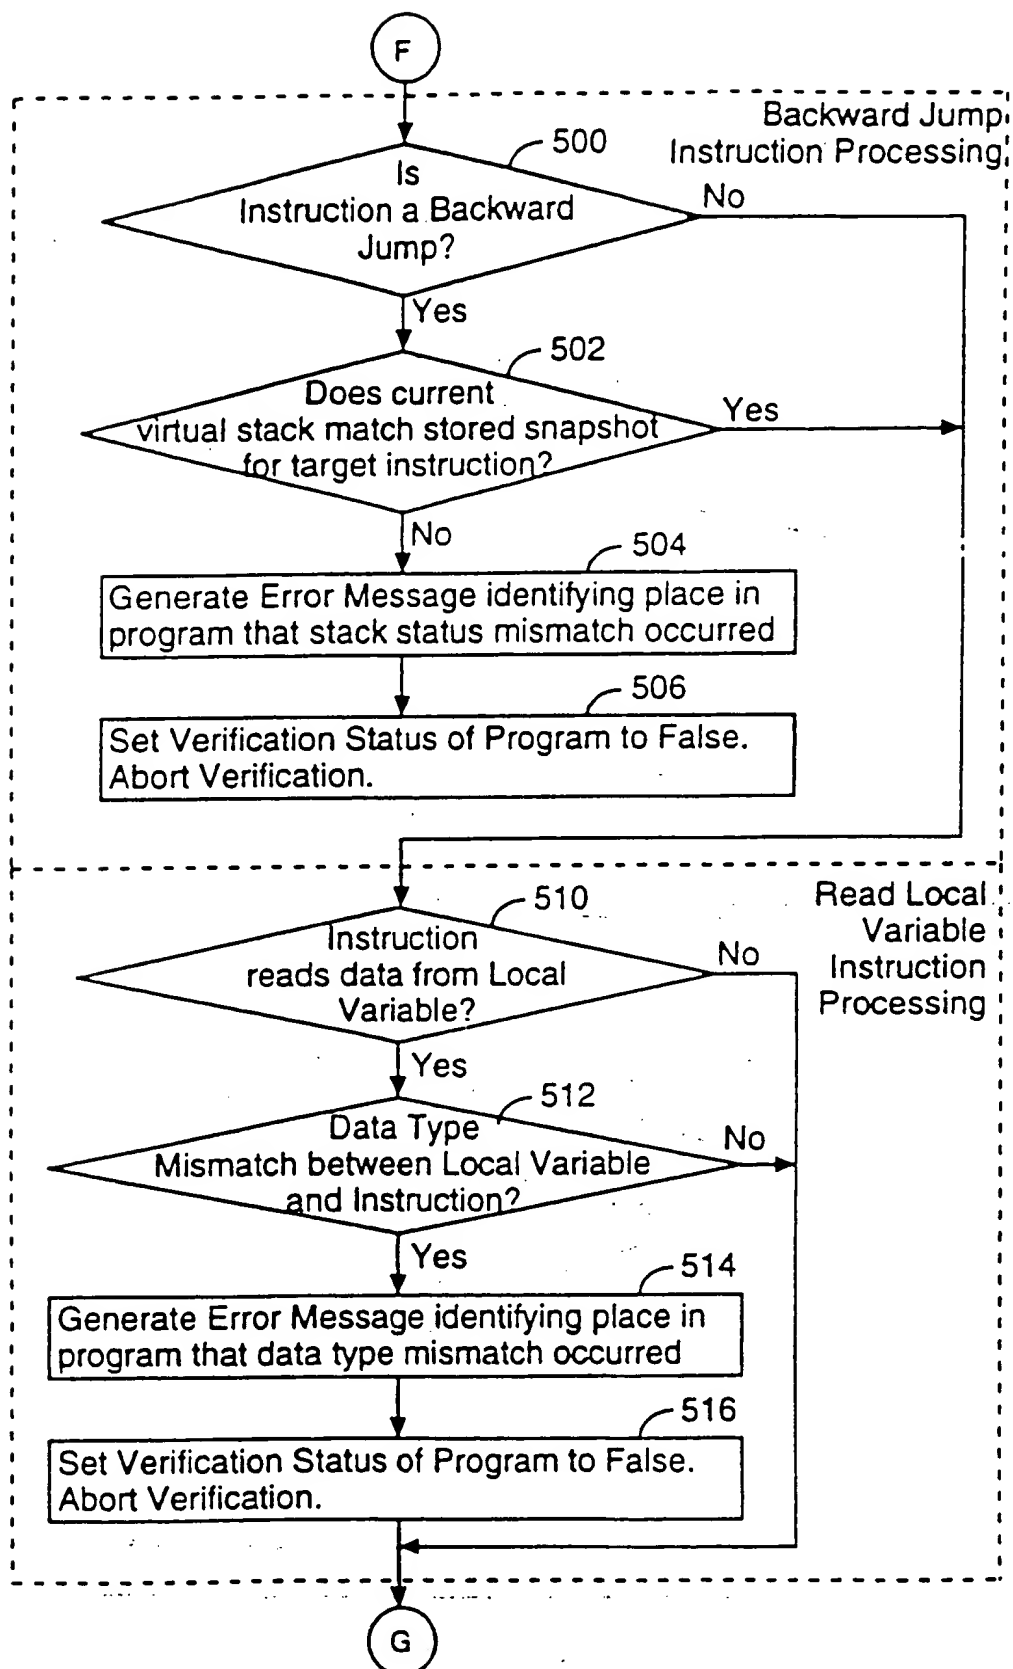 F
Backward Jump
Instruction Processing
500
Is
Instruction a Backward
Jump?
No
Yes
502
Does current
virtual stack match stored snapshot
for target instruction?
Yes
No
504
Generate Error Message identifying place in
program that stack status mismatch occurred
506
Set Verification Status of Program to False.
Abort Verification.
Read Local
Variable
Instruction
Processing
510
Instruction
reads data from Local
Variable?
No
Yes
512
Data Type
Mismatch between Local Variable
and Instruction?
No
Yes
514
Generate Error Message identifying place in
program that data type mismatch occurred
516
Set Verification Status of Program to False.
Abort Verification.
G